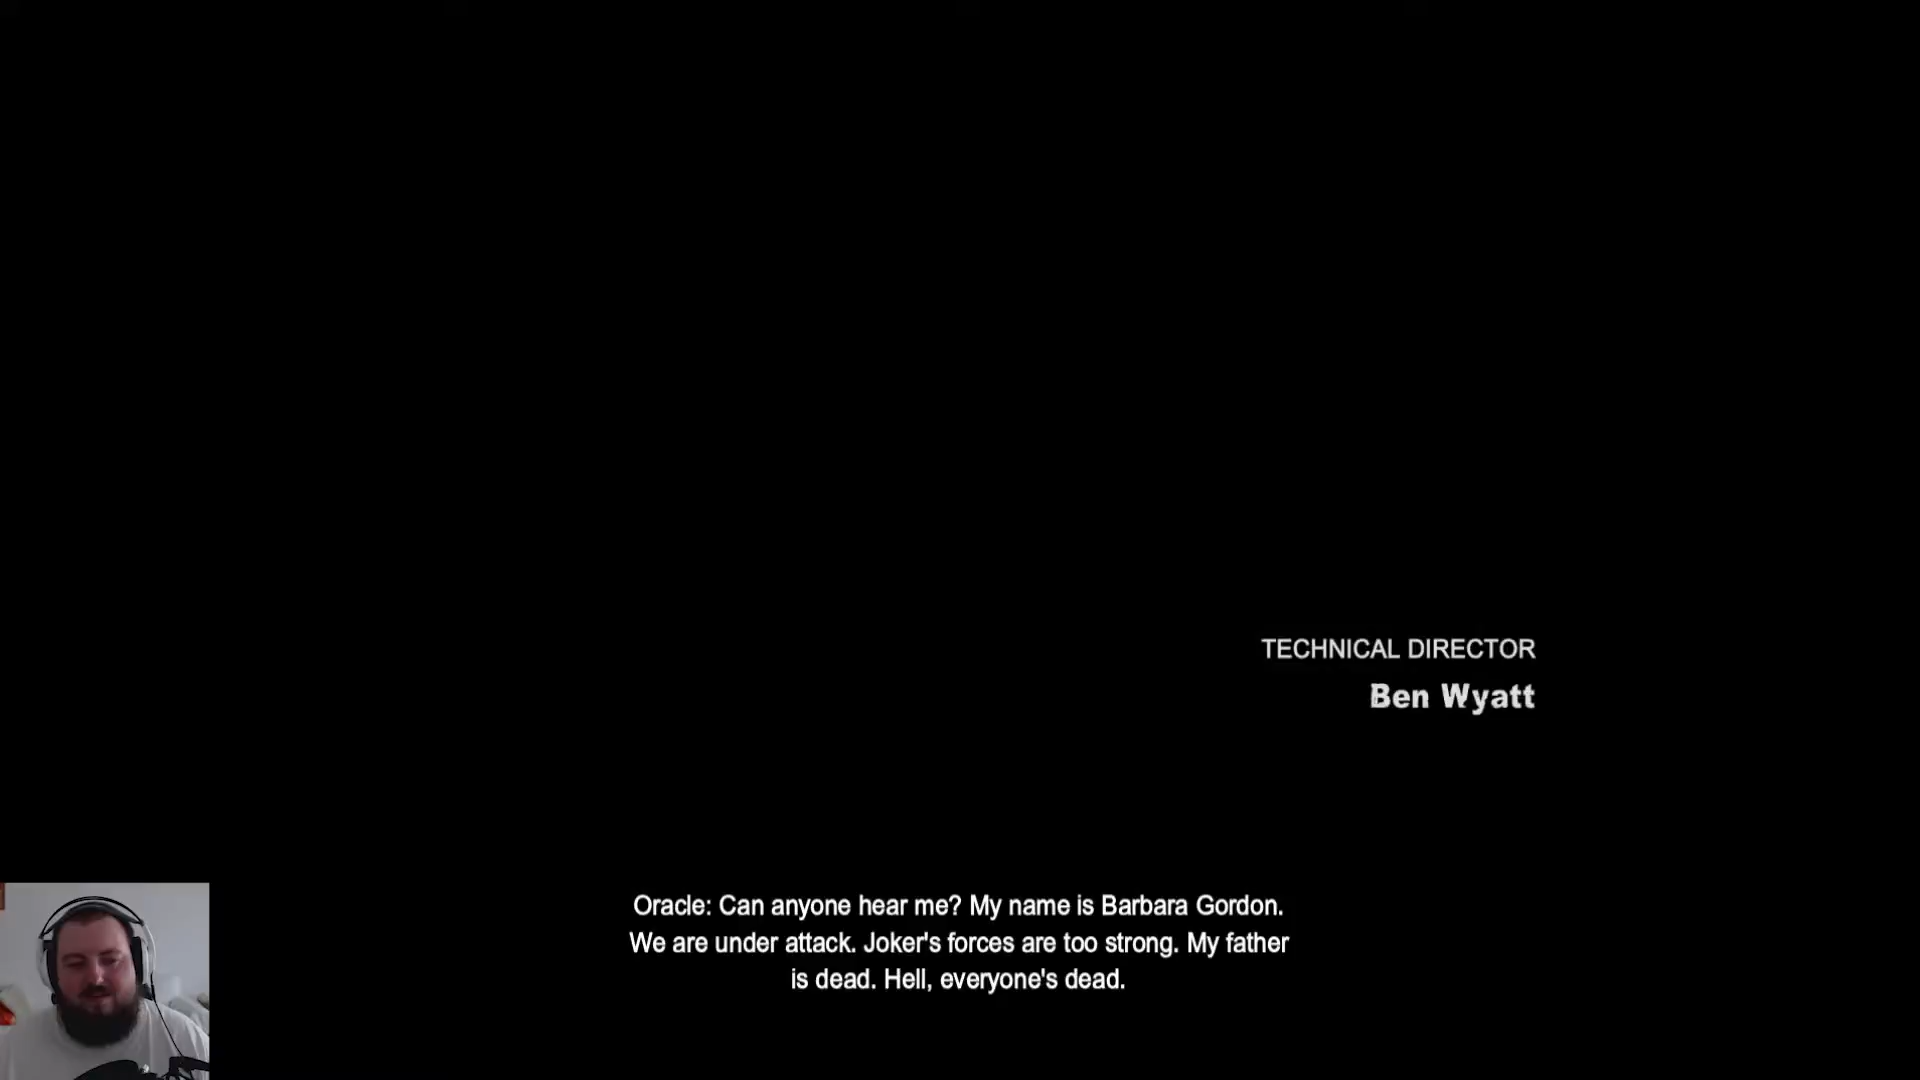 TECHNICAL DIRECTOR
Ben Wyatt
Oracle: Can anyone hear me? My name is Barbara Gordon.
We are under attack. Joker's forces are too strong. My father
is dead. Hell, everyone's dead.